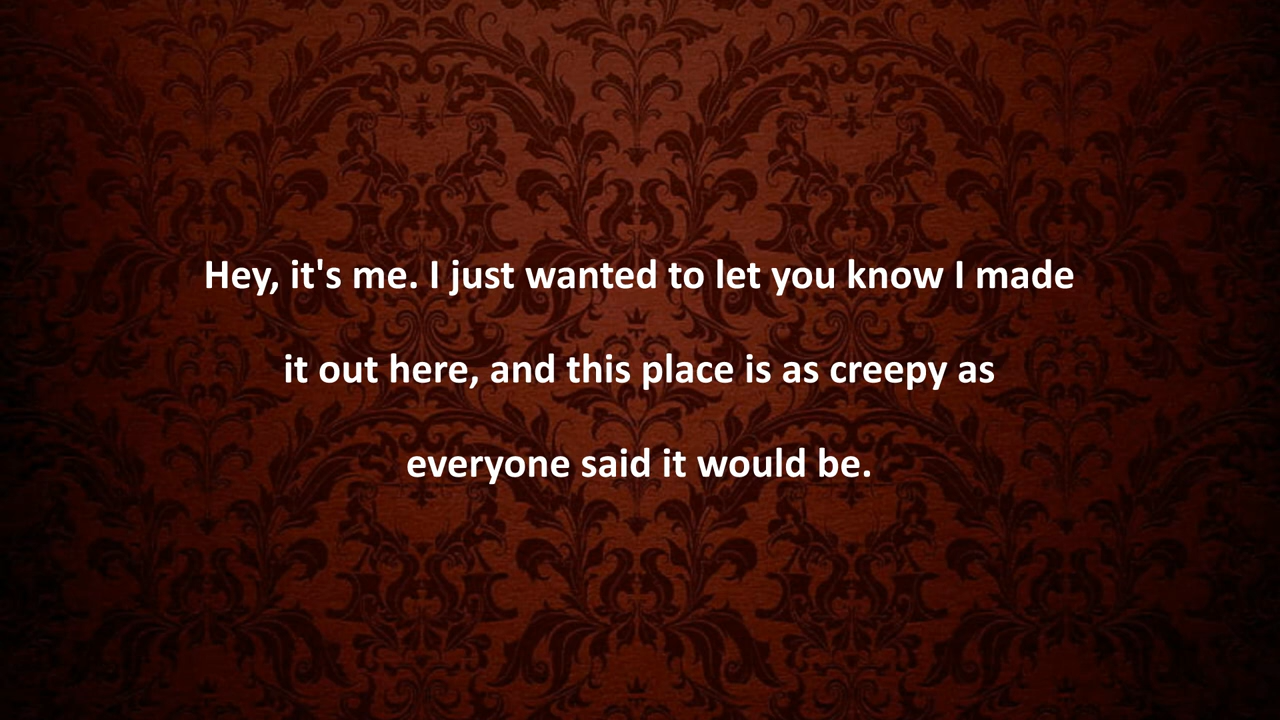 Hey, it's me. I just wanted to let you know I made
it out here, and this place is as creepy as
everyone said it would be.